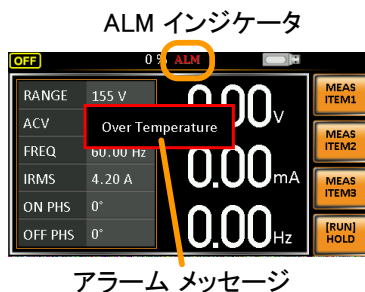 ALM インジケータ
OFF 0 % ALM
RANGE 155 V
ACV
FREQ 60.00 Hz
IRMS 4.20 A
ON PHS 0°
OFF PHS 0°
Over Temperature
0.00 V
0.00 mA
0.00 Hz
MEAS ITEM1
MEAS ITEM2
MEAS ITEM3
[RUN] HOLD
アラーム メッセージ